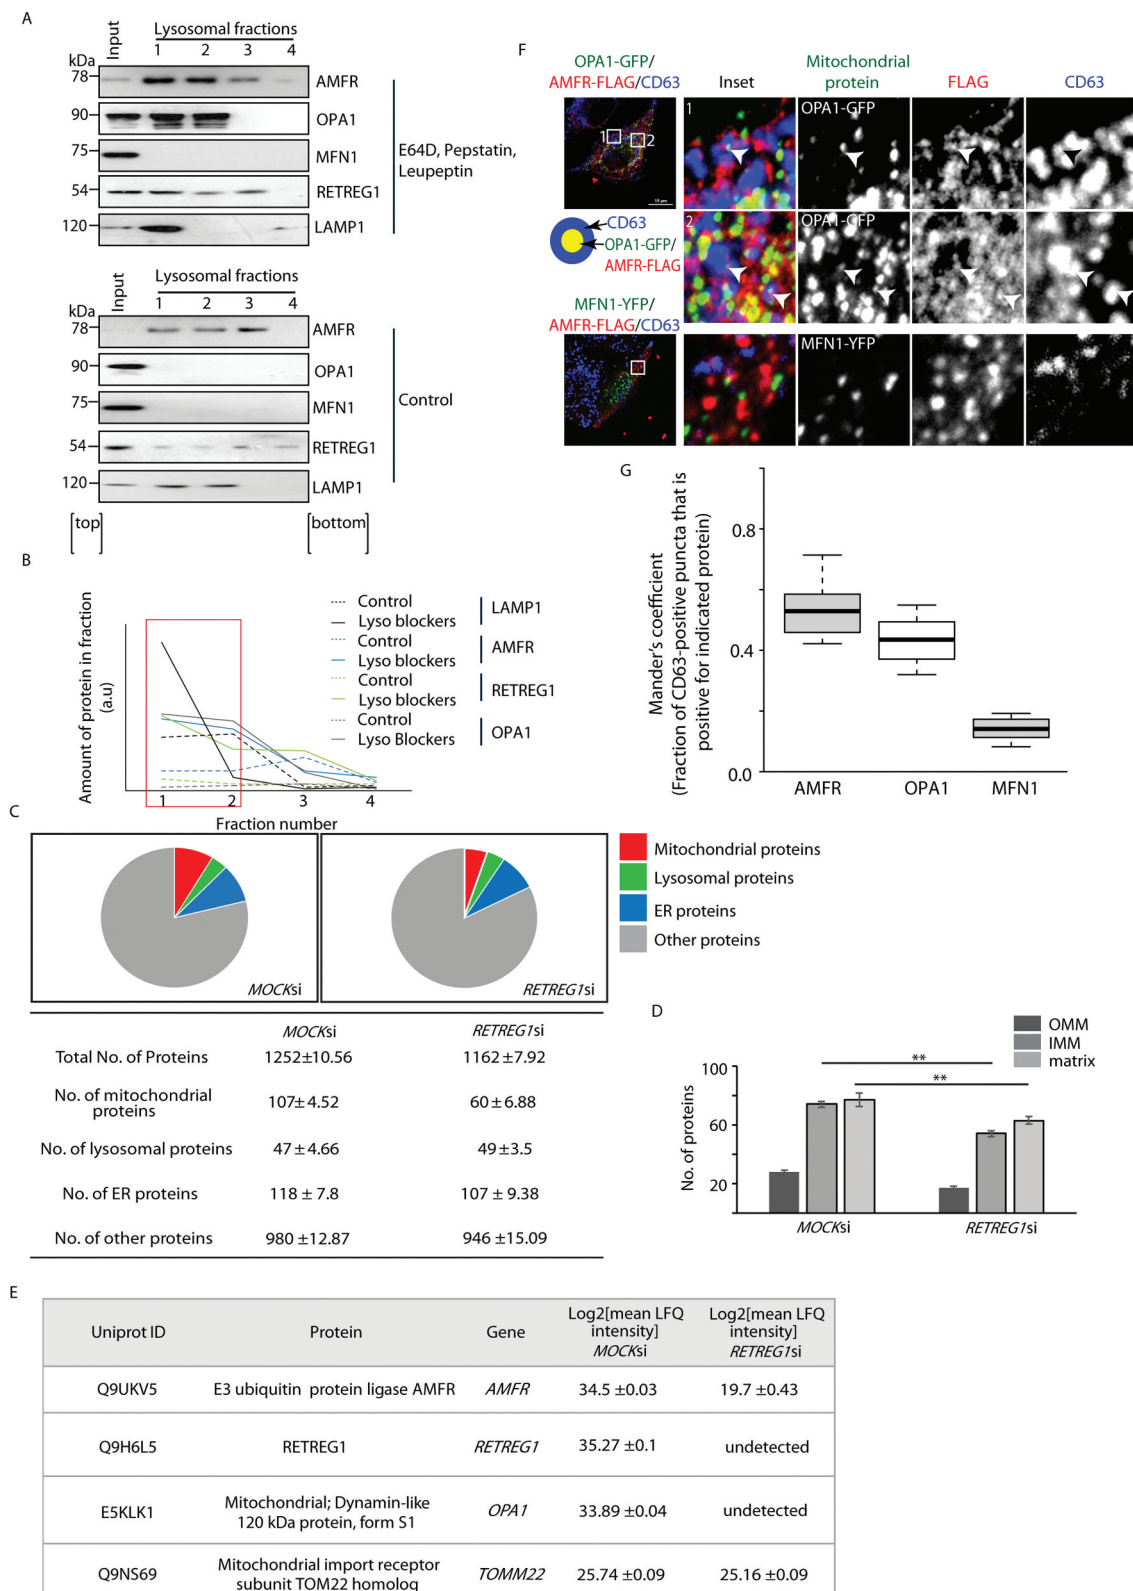 A
Lysosomal fractions
Input
1 2 3 4
kDa
78 AMFR
90 OPA1
75 MFN1
54 RETREG1
120 LAMP1
E64D, Pepstatin,
Leupeptin
Lysosomal fractions
Input
1 2 3 4
kDa
78 AMFR
90 OPA1
75 MFN1
54 RETREG1
120 LAMP1
Control
[top] [bottom]
B
Amount of protein in fraction
(a.u)
Control
Lyso blockers
LAMP1
Control
Lyso blockers
AMFR
Control
Lyso blockers
RETREG1
Control
Lyso Blockers
OPA1
1 2 3 4
Fraction number
C
MOCKsi
RETREG1si
Mitochondrial proteins
Lysosomal proteins
ER proteins
Other proteins
MOCKsi RETREG1si
Total No. of Proteins 1252±10.56 1162±7.92
No. of mitochondrial
proteins 107±4.52 60±6.88
No. of lysosomal proteins 47±4.66 49±3.5
No. of ER proteins 118 ±7.8 107 ±9.38
No. of other proteins 980 ±12.87 946 ±15.09
D
OMM
IMM
matrix
**
**
No. of proteins
100
60
20
MOCKsi RETREG1si
E
Uniprot ID Protein Gene Log2[mean LFQ intensity] MOCKsi Log2[mean LFQ intensity] RETREG1si
Q9UKV5 E3 ubiquitin protein ligase AMFR AMFR 34.5 ±0.03 19.7 ±0.43
Q9H6L5 RETREG1 RETREG1 35.27 ±0.1 undetected
E5KLK1 Mitochondrial; Dynamin-like 120 kDa protein, form S1 OPA1 33.89 ±0.04 undetected
Q9NS69 Mitochondrial import receptor subunit TOM22 homolog TOMM22 25.74 ±0.09 25.16 ±0.09
F
OPA1-GFP/
AMFR-FLAG/CD63
Inset
Mitochondrial
protein
FLAG
CD63
1
2
10 µm
1
OPA1-GFP
CD63
OPA1-GFP/
AMFR-FLAG
2
OPA1-GFP
MFN1-YFP/
AMFR-FLAG/CD63
MFN1-YFP
G
Mander's coefficient
(Fraction of CD63-positive puncta that is
positive for indicated protein)
0.8
0.4
0.0
AMFR OPA1 MFN1